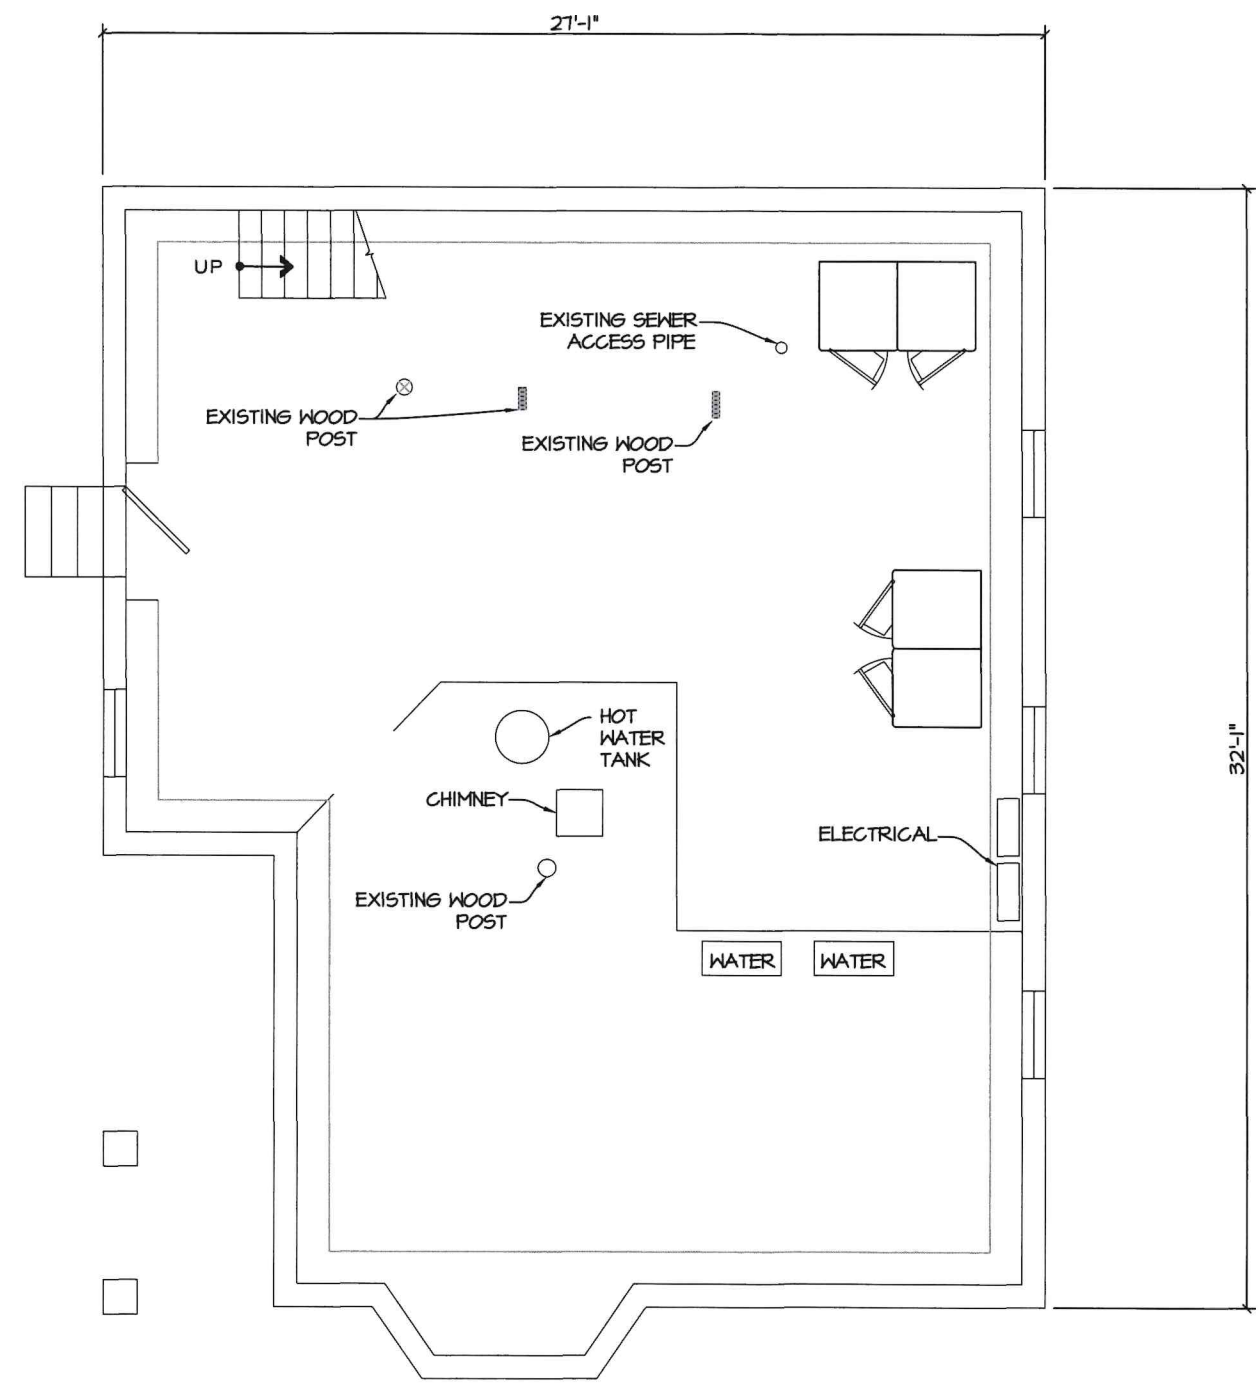 27'-1"
UP
EXISTING SEWER
ACCESS PIPE
EXISTING WOOD
POST
EXISTING WOOD
POST
32'-1"
HOT
WATER
TANK
CHIMNEY
ELECTRICAL
EXISTING WOOD
POST
WATER
WATER